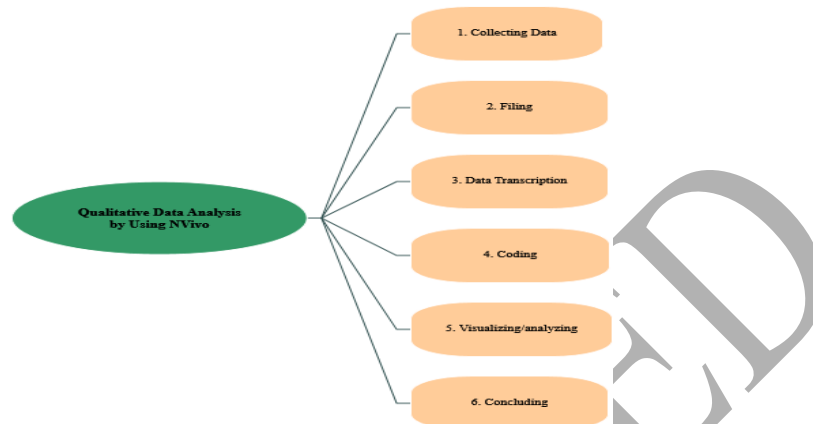 1. Collecting Data
2. Filing
3. Data Transcription
Qualitative Data Analysis
by Using NVivo
4. Coding
5. Visualizing/analyzing
6. Concluding
ED